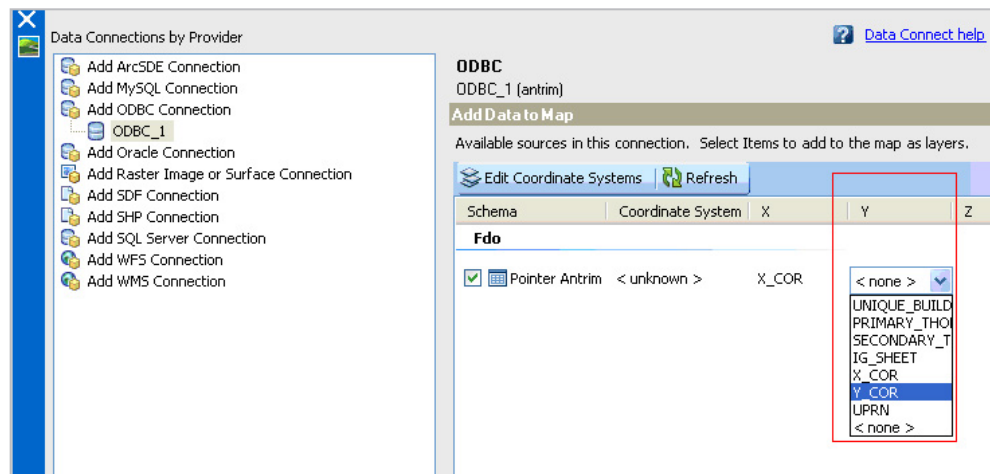 Data Connections by Provider
Add ArcSDE Connection
Add MySQL Connection
Add ODBC Connection
ODBC_1
Add Oracle Connection
Add Raster Image or Surface Connection
Add SDF Connection
Add SHP Connection
Add SQL Server Connection
Add WFS Connection
Add WMS Connection
? Data Connect help
ODBC
ODBC_1 (antrim)
Add Data to Map
Available sources in this connection. Select Items to add to the map as layers.
Edit Coordinate Systems Refresh
Schema Coordinate System X Y Z
Fdo
Pointer Antrim < unknown > X_COR < none >
UNIQUE_BUILD
PRIMARY_THO
SECONDARY_T
IG_SHEET
X_COR
Y_COR
UPRN
< none >